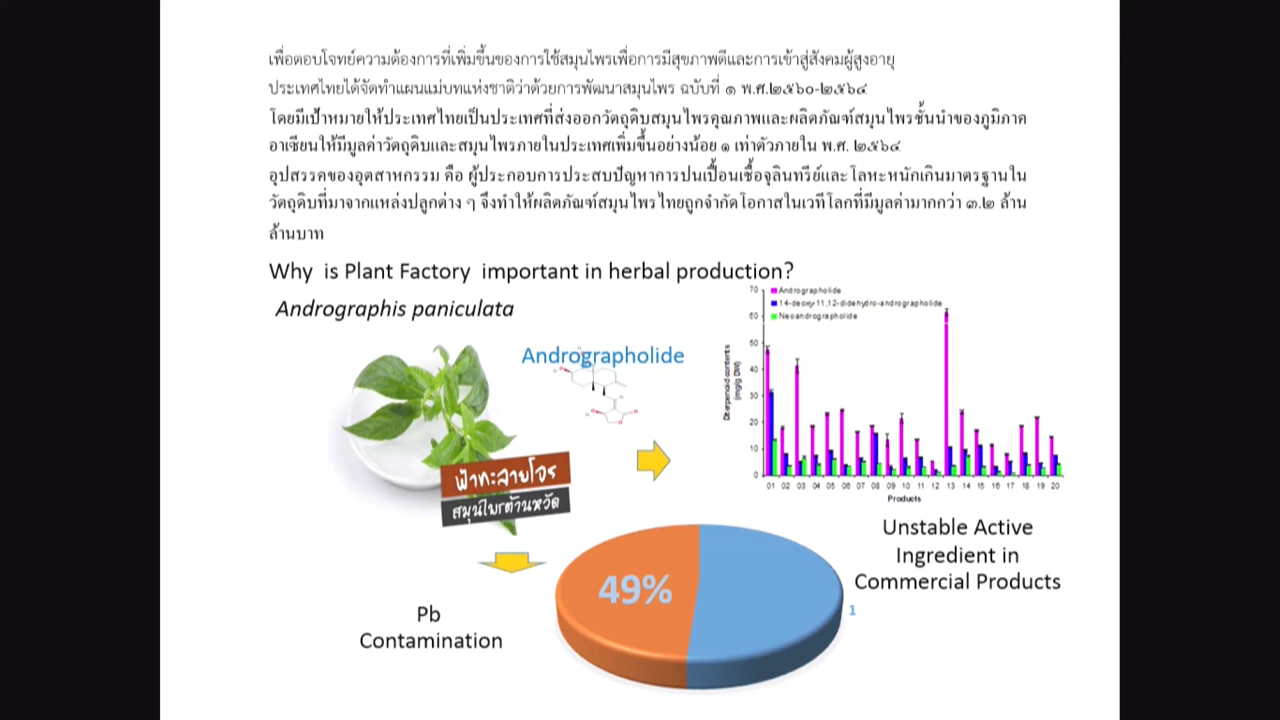 เพื่อตอบโจทย์ความต้องการที่เพิ่มขึ้นของการใช้สมุนไพรเพื่อการมีสุขภาพดีและการเข้าสู่สังคมผู้สูงอายุ
ประเทศไทยได้จัดทำแผนแม่บทแห่งชาติว่าด้วยการพัฒนาสมุนไพร ฉบับที่ ๑ พ.ศ.๒๕๖๐-๒๕๖๔
โดยมีเป้าหมายให้ประเทศไทยเป็นประเทศที่ส่งออกวัตถุดิบสมุนไพรคุณภาพและผลิตภัณฑ์สมุนไพรชั้นนำของภูมิภาค
อาเซียนให้มีมูลค่าวัตถุดิบและสมุนไพรภายในประเทศเพิ่มขึ้นอย่างน้อย ๑ เท่าตัวภายใน พ.ศ. ๒๕๖๔
อุปสรรคของอุตสาหกรรม คือ ผู้ประกอบการประสบปัญหาการปนเปื้อนเชื้อจุลินทรีย์และโลหะหนักเกินมาตรฐานใน
วัตถุดิบที่มาจากแหล่งปลูกต่าง ๆ จึงทำให้ผลิตภัณฑ์สมุนไพรไทยถูกจำกัดโอกาสในเวทีโลกที่มีมูลค่ามากกว่า ๓.๒ ล้าน
ล้านบาท
Why is Plant Factory important in herbal production?
Andrographis paniculata
Andrographolide
ฟ้าทะลายโจร
สมุนไพรต้านหวัด
Andrographolide
14-deoxy-11,12-didehydro-andrographolide
Neoandrographolide
70
60
50
40
30
20
10
0
Diterpenoid contents
(mg/g DW)
01 02 03 04 05 06 07 08 09 10 11 12 13 14 15 16 17 18 19 20
Products
Unstable Active
Ingredient in
Commercial Products
49%
1
Pb
Contamination